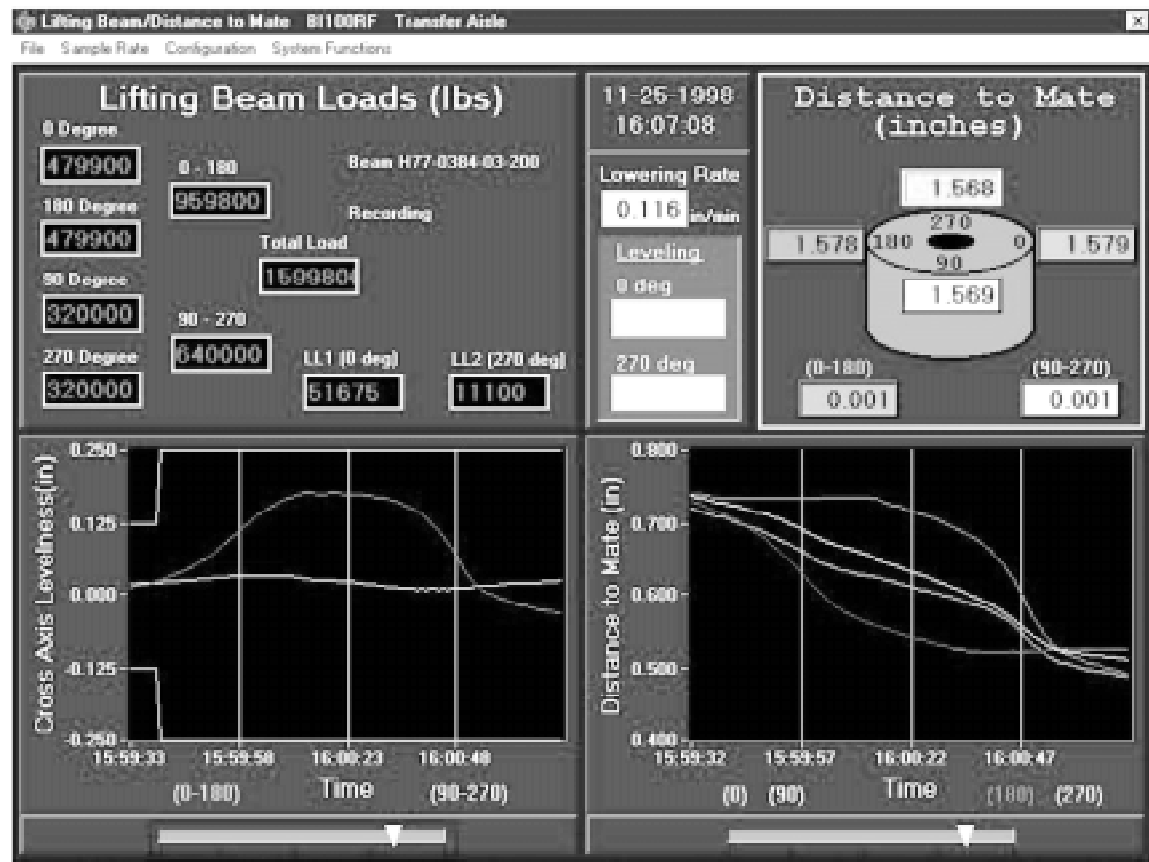 Lifting Beam/Distance to Mate BI100RF Transfer Aisle
File Sample Rate Configuration System Functions
Lifting Beam Loads (lbs)
0 Degree
479900
0 - 180
959800
Beam H77-0384-03-200
180 Degree
479900
Recording
Total Load
159980
90 Degree
320000
90 - 270
640000
270 Degree
320000
LL1 (0 deg)
51675
LL2 (270 deg)
11100
11-25-1998
16:07:08
Lowering Rate
0.116 in/min
Leveling
0 deg
270 deg
Distance to Mate
(inches)
1.568
270
1.578 180 0 1.579
90
1.569
(0-180) (90-270)
0.001 0.001
Cross Axis Levelness(in)
0.250
0.125
0.000
-0.125
-0.250
15:59:33 15:59:58 16:00:23 16:00:48
(0-180) Time (90-270)
Distance to Mate (in)
0.800
0.700
0.600
0.500
0.400
15:59:32 15:59:57 16:00:22 16:00:47
(0) (90) Time (180) (270)